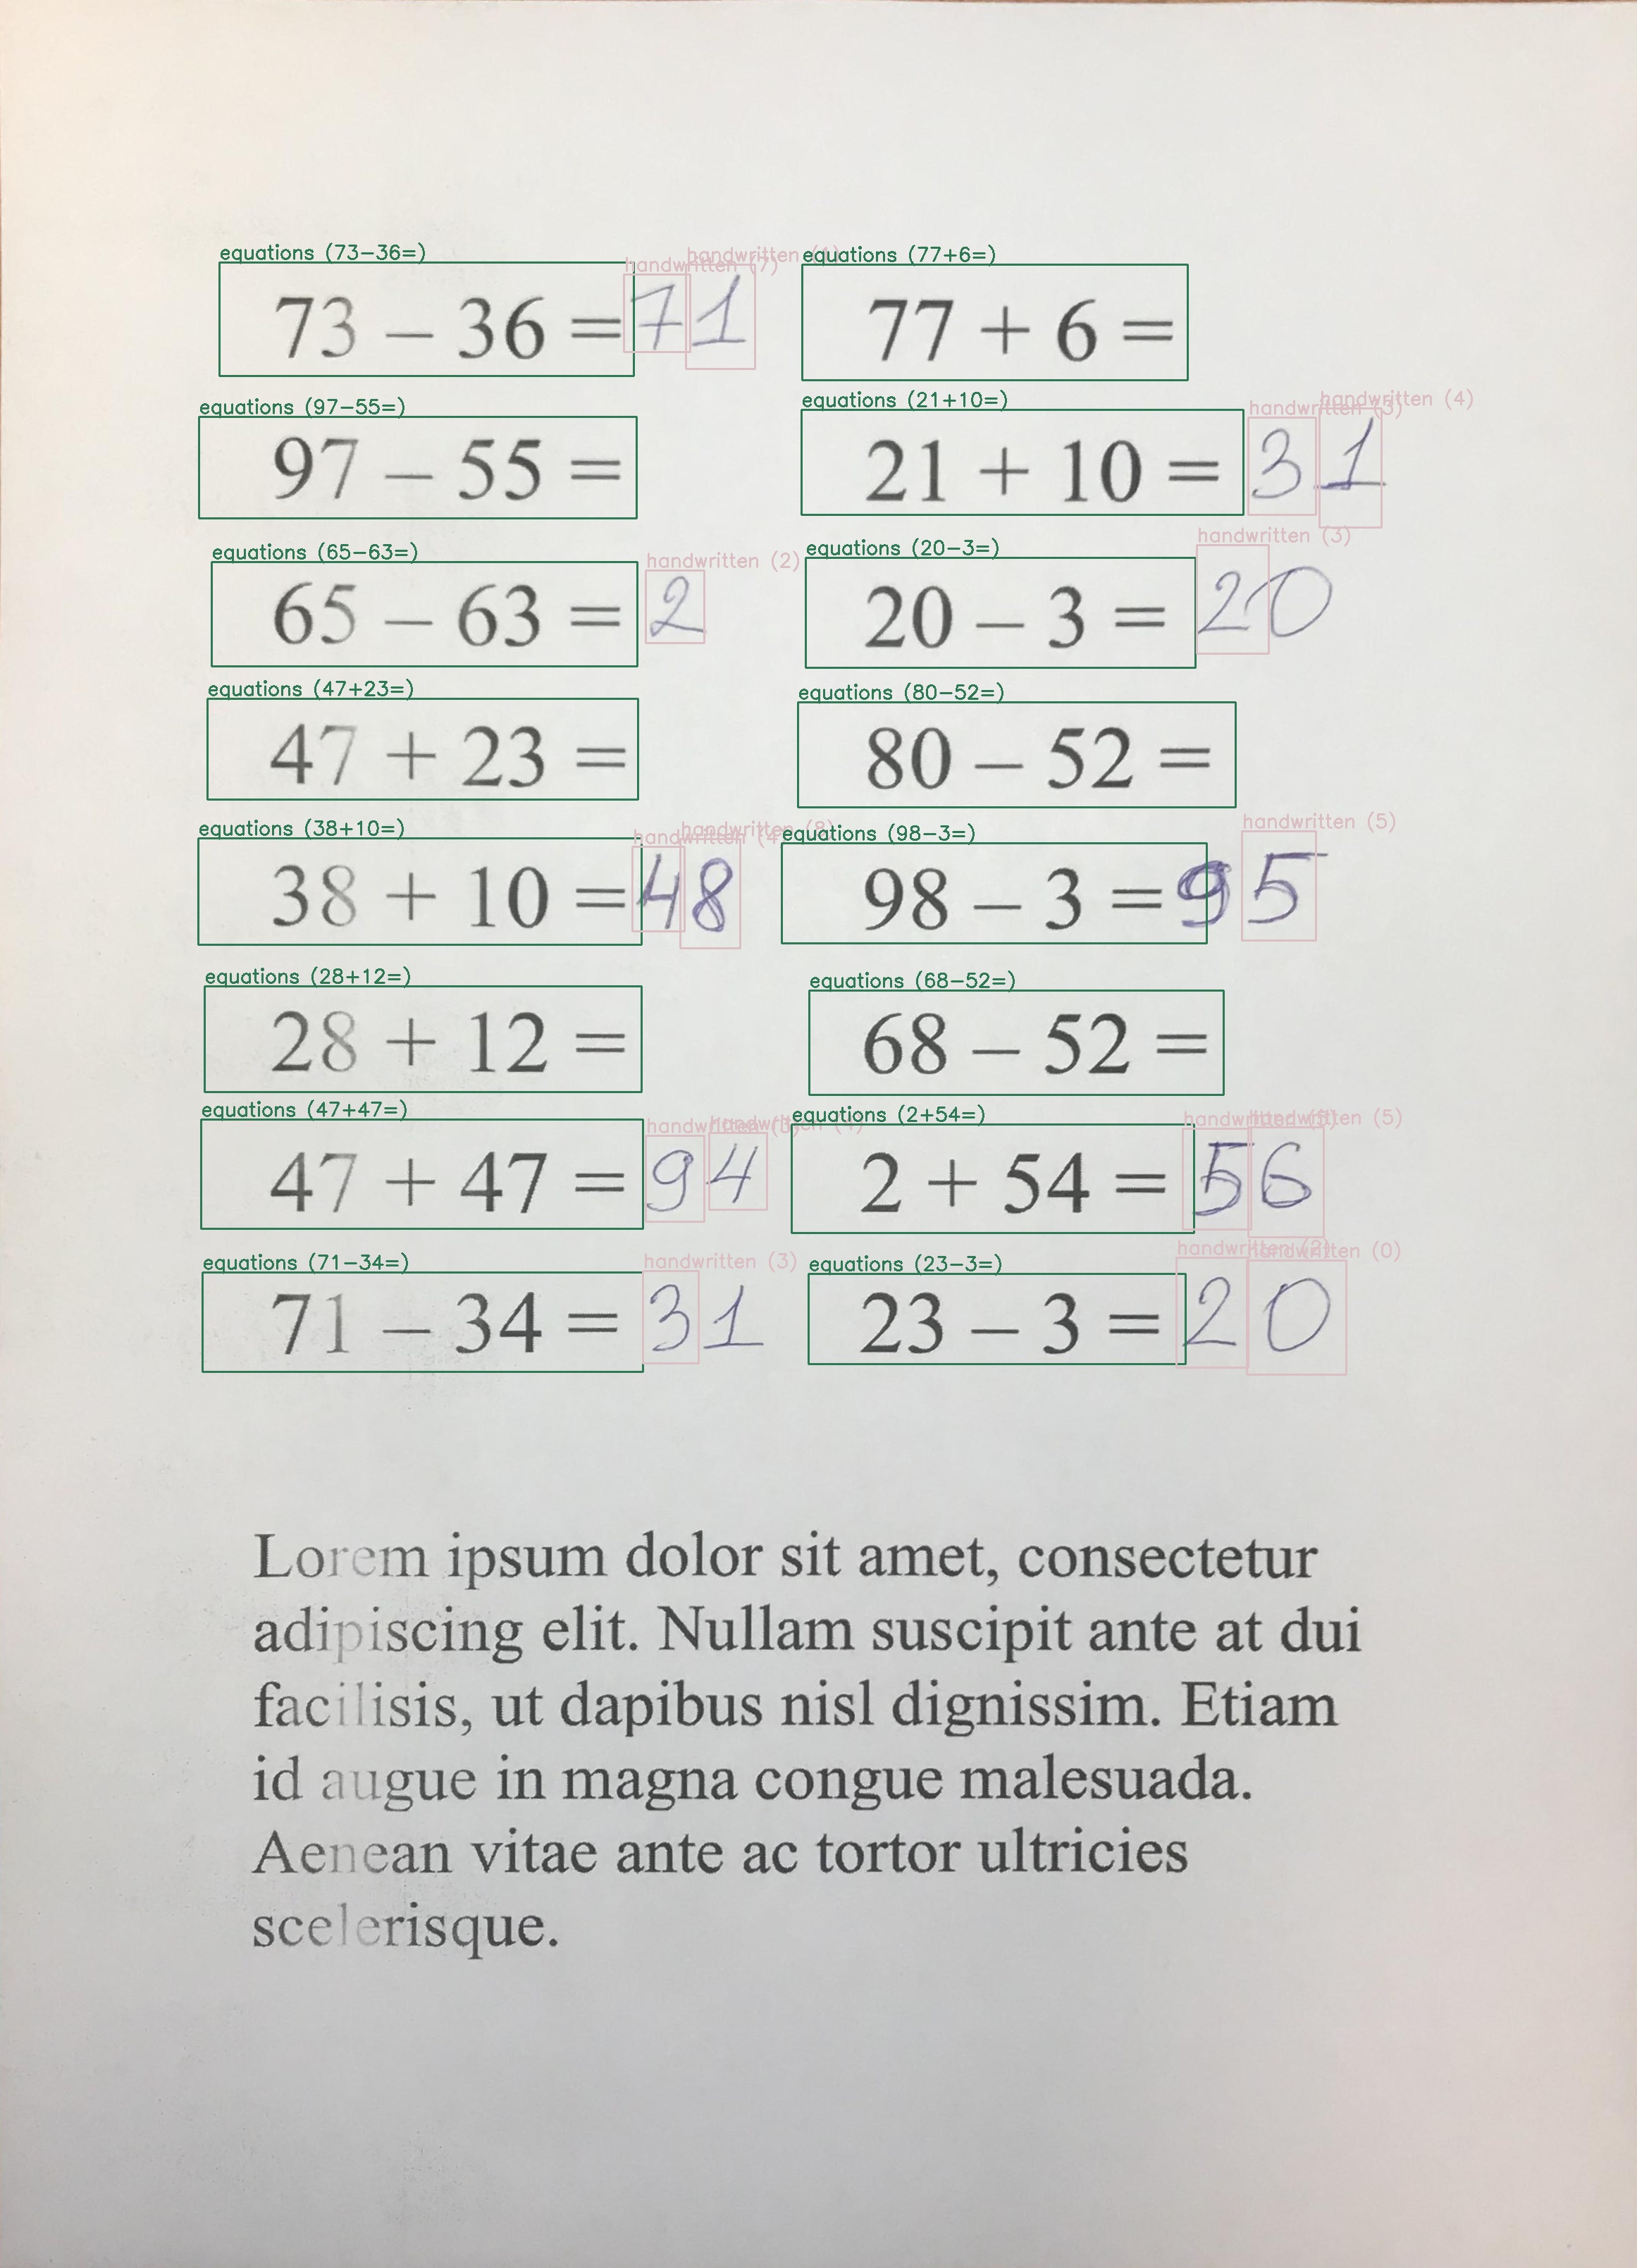 equations (73-36=) handwritten (7) handwritten (1) equations (77+6=)
73 – 36 = 71 77 + 6 =
equations (97-55=) equations (21+10=) handwritten (3) handwritten (4)
97 – 55 = 21 + 10 = 31
equations (65-63=) handwritten (2) equations (20-3=) handwritten (3)
65 – 63 = 2 20 – 3 = 20
equations (47+23=) equations (80-52=)
47 + 23 = 80 – 52 =
equations (38+10=) handwritten (4 handwritten (8) equations (98-3=) handwritten (5)
38 + 10 = 48 98 – 3 = 95
equations (28+12=) equations (68-52=)
28 + 12 = 68 – 52 =
equations (47+47=) handwritten handwritten equations (2+54=) handwritten handwritten (5)
47 + 47 = 94 2 + 54 = 56
equations (71-34=) handwritten (3) equations (23-3=) handwritten (2) handwritten (0)
71 – 34 = 31 23 – 3 = 20
Lorem ipsum dolor sit amet, consectetur
adipiscing elit. Nullam suscipit ante at dui
facilisis, ut dapibus nisl dignissim. Etiam
id augue in magna congue malesuada.
Aenean vitae ante ac tortor ultricies
scelerisque.